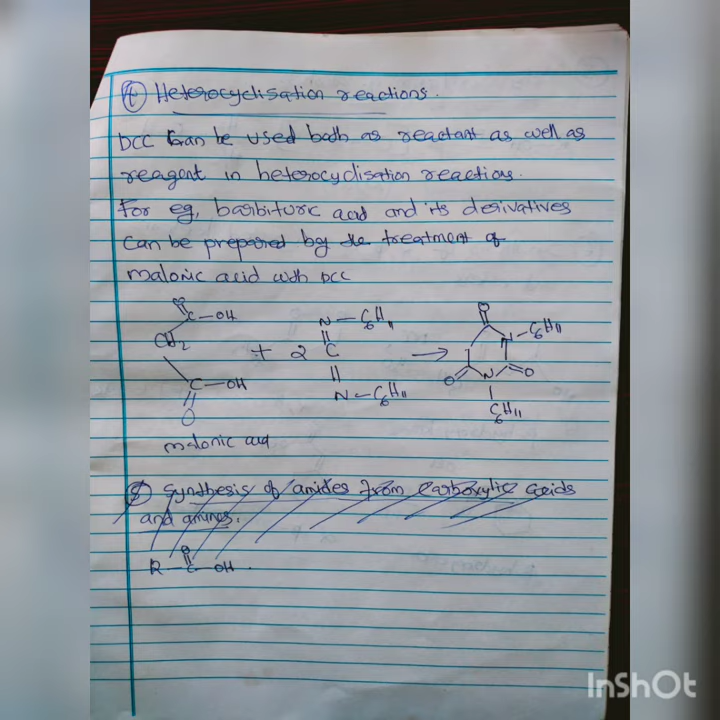 ④ Heterocyclisation reactions.
DCC can be used both as reactant as well as
reagent in heterocyclisation reactions.
For eg, barbituric acid and its derivatives
can be prepared by the treatment of
malonic acid with DCC
O
C-OH
CH2
C-OH
O
+ 2
N-C6H11
C
N-C6H11
→
O
N-C6H11
O
N
O
C6H11
malonic acid
Synthesis of amides from carboxylic acids
and amines.
O
R-C-OH.
InShOt